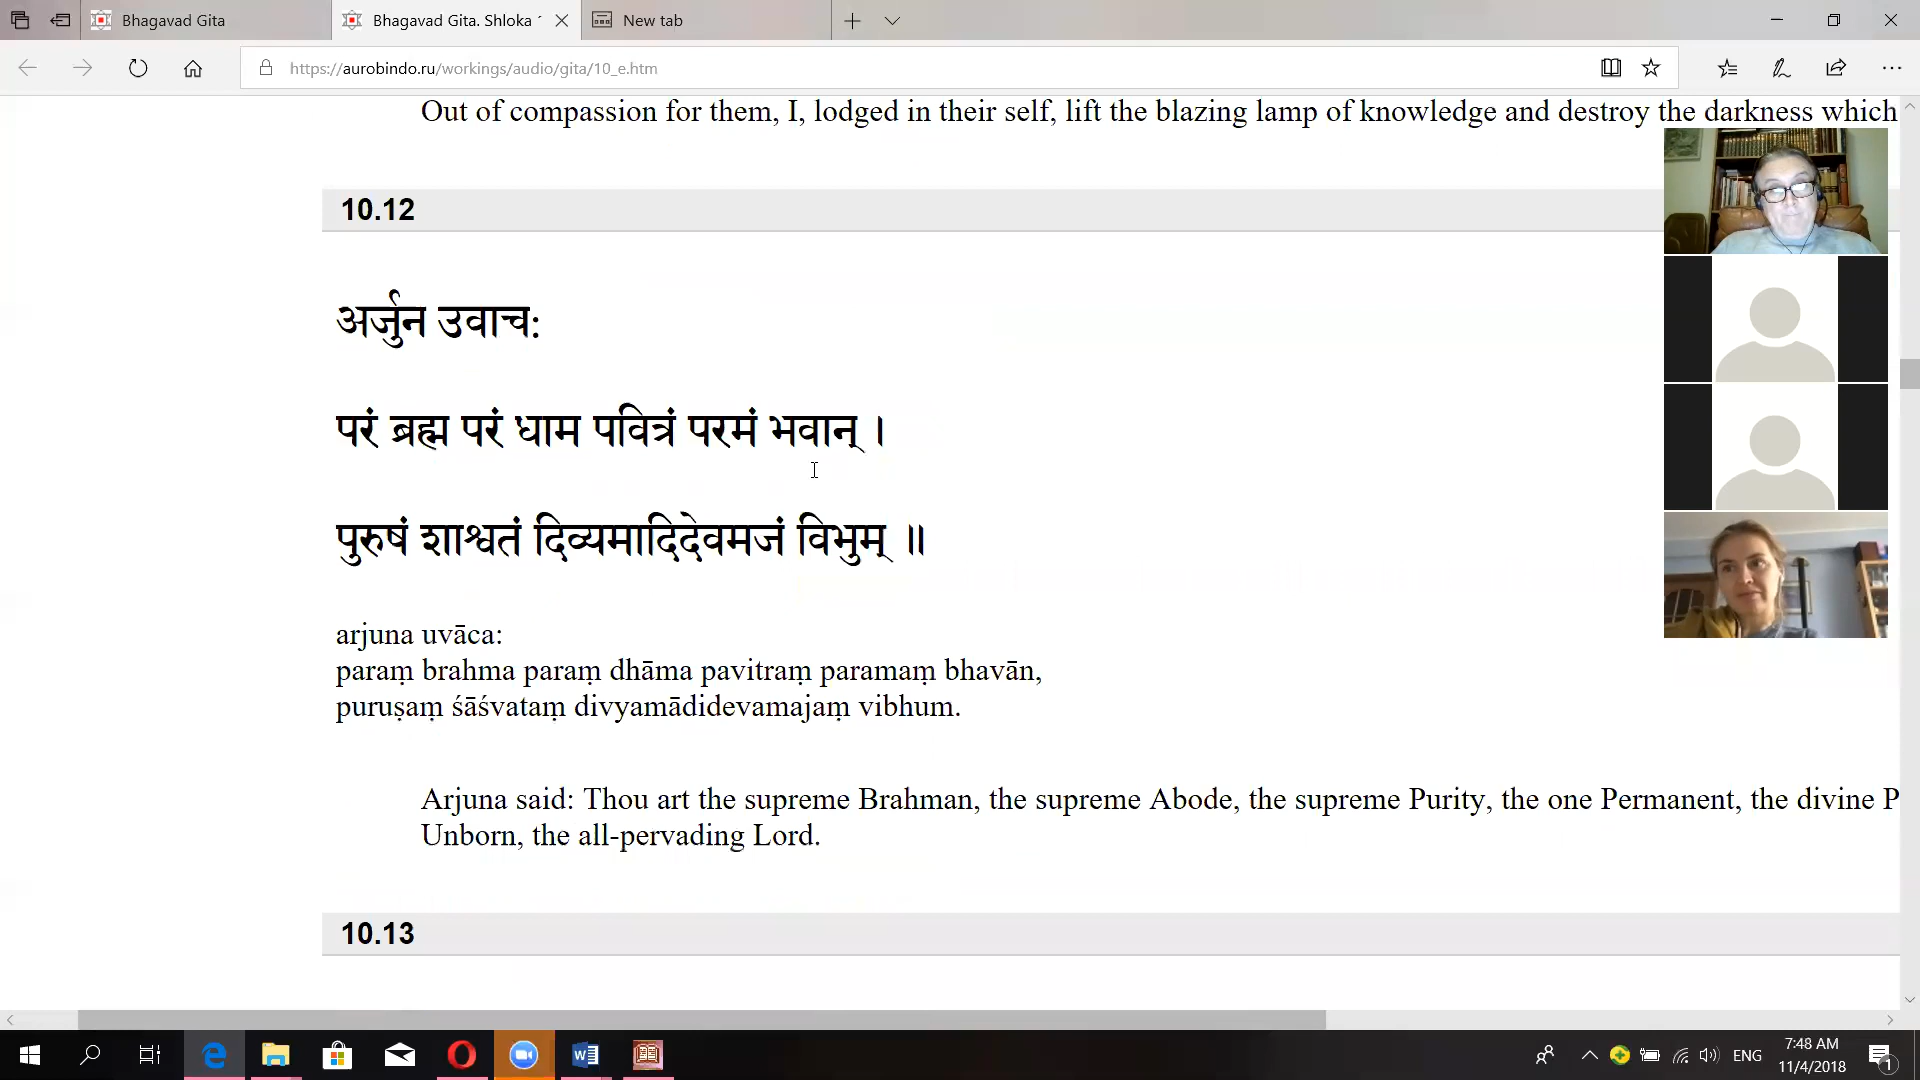 Bhagavad Gita
Bhagavad Gita. Shloka
New tab
https://aurobindo.ru/workings/audio/gita/10_e.htm
Out of compassion for them, I, lodged in their self, lift the blazing lamp of knowledge and destroy the darkness which
10.12
अर्जुन उवाच:
परं ब्रह्म परं धाम पवित्रं परमं भवान् ।
पुरुषं शाश्वतं दिव्यमादिदेवमजं विभुम् ॥
arjuna uvāca:
paraṃ brahma paraṃ dhāma pavitraṃ paramaṃ bhavān,
puruṣaṃ śāśvataṃ divyamādidevamajaṃ vibhum.
Arjuna said: Thou art the supreme Brahman, the supreme Abode, the supreme Purity, the one Permanent, the divine P
Unborn, the all-pervading Lord.
10.13
ENG
7:48 AM
11/4/2018
1